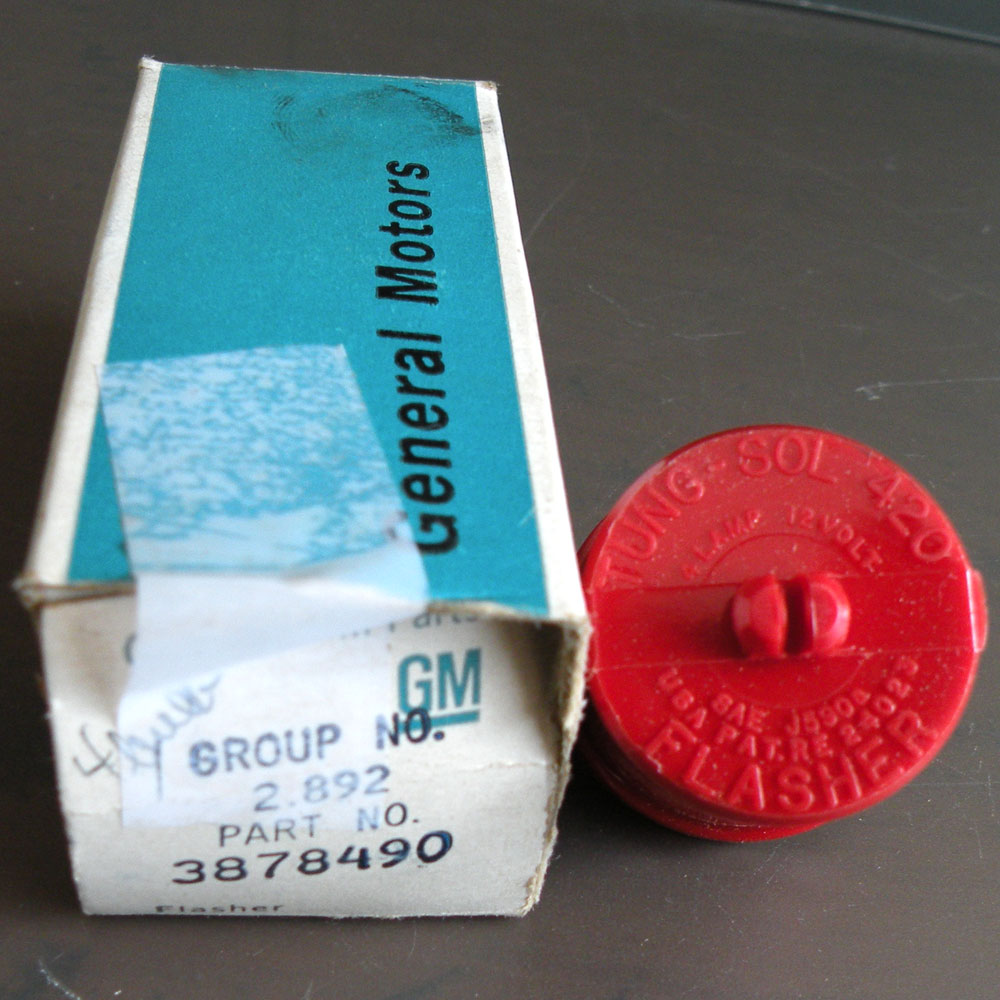 General Motors
Parts
GM
GROUP NO.
2.892
PART NO.
3878490
Flasher
TUNG-SOL 420
LAMP 12 VOLT
SAE J590A
USA PAT.RE 24023
FLASHER